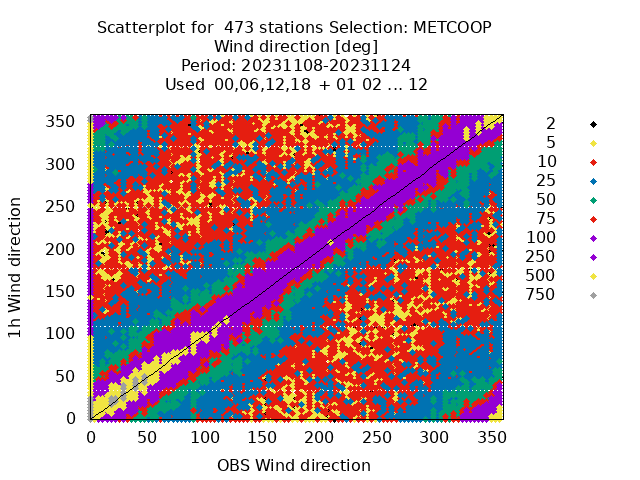 Scatterplot for  473 stations Selection: METCOOP
Wind direction [deg]
Period: 20231108-20231124
Used  00,06,12,18  + 01 02 ... 12
1h Wind direction
350
300
250
200
150
100
50
0
0 50 100 150 200 250 300 350
OBS Wind direction
2
5
10
25
50
75
100
250
500
750